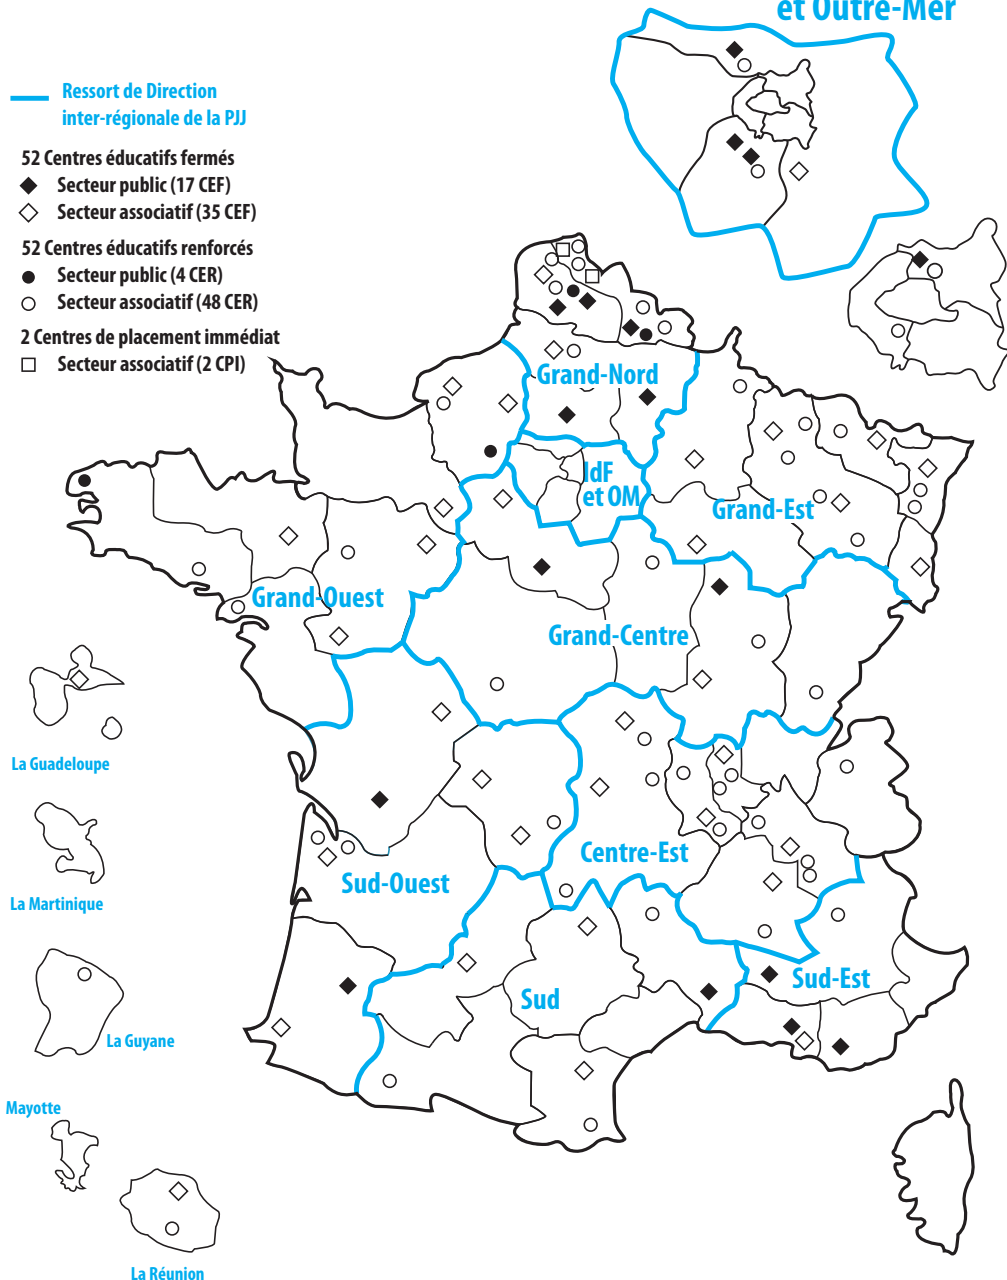 et Outre-Mer
Ressort de Direction
inter-régionale de la PJJ
52 Centres éducatifs fermés
Secteur public (17 CEF)
Secteur associatif (35 CEF)
52 Centres éducatifs renforcés
Secteur public (4 CER)
Secteur associatif (48 CER)
2 Centres de placement immédiat
Secteur associatif (2 CPI)
Grand-Nord
IdF
et OM
Grand-Est
Grand-Ouest
Grand-Centre
La Guadeloupe
Centre-Est
Sud-Ouest
La Martinique
Sud-Est
Sud
La Guyane
Mayotte
La Réunion